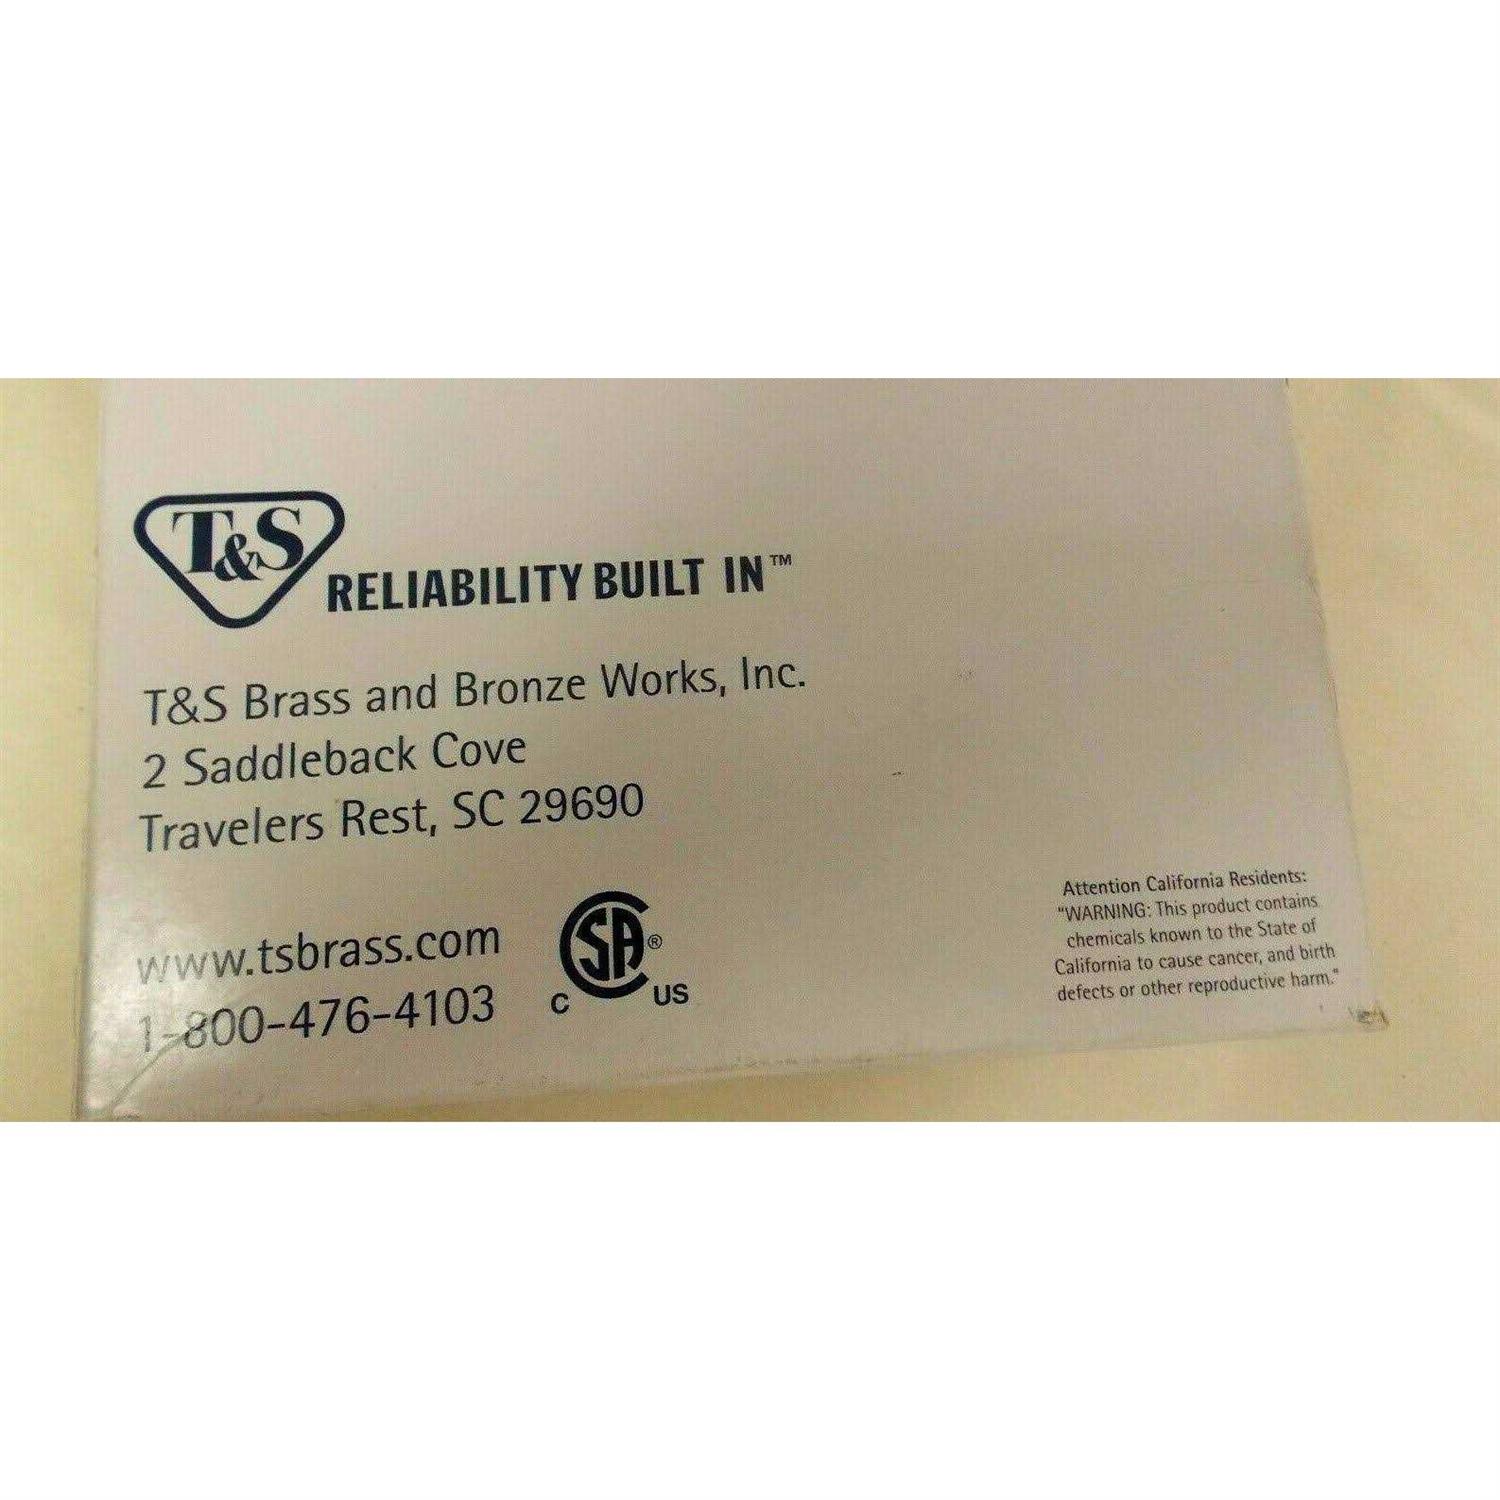 T&S
RELIABILITY BUILT IN™
T&S Brass and Bronze Works, Inc.
2 Saddleback Cove
Travelers Rest, SC 29690
www.tsbrass.com
1-800-476-4103
C SA® US
Attention California Residents:
"WARNING: This product contains
chemicals known to the State of
California to cause cancer, and birth
defects or other reproductive harm."